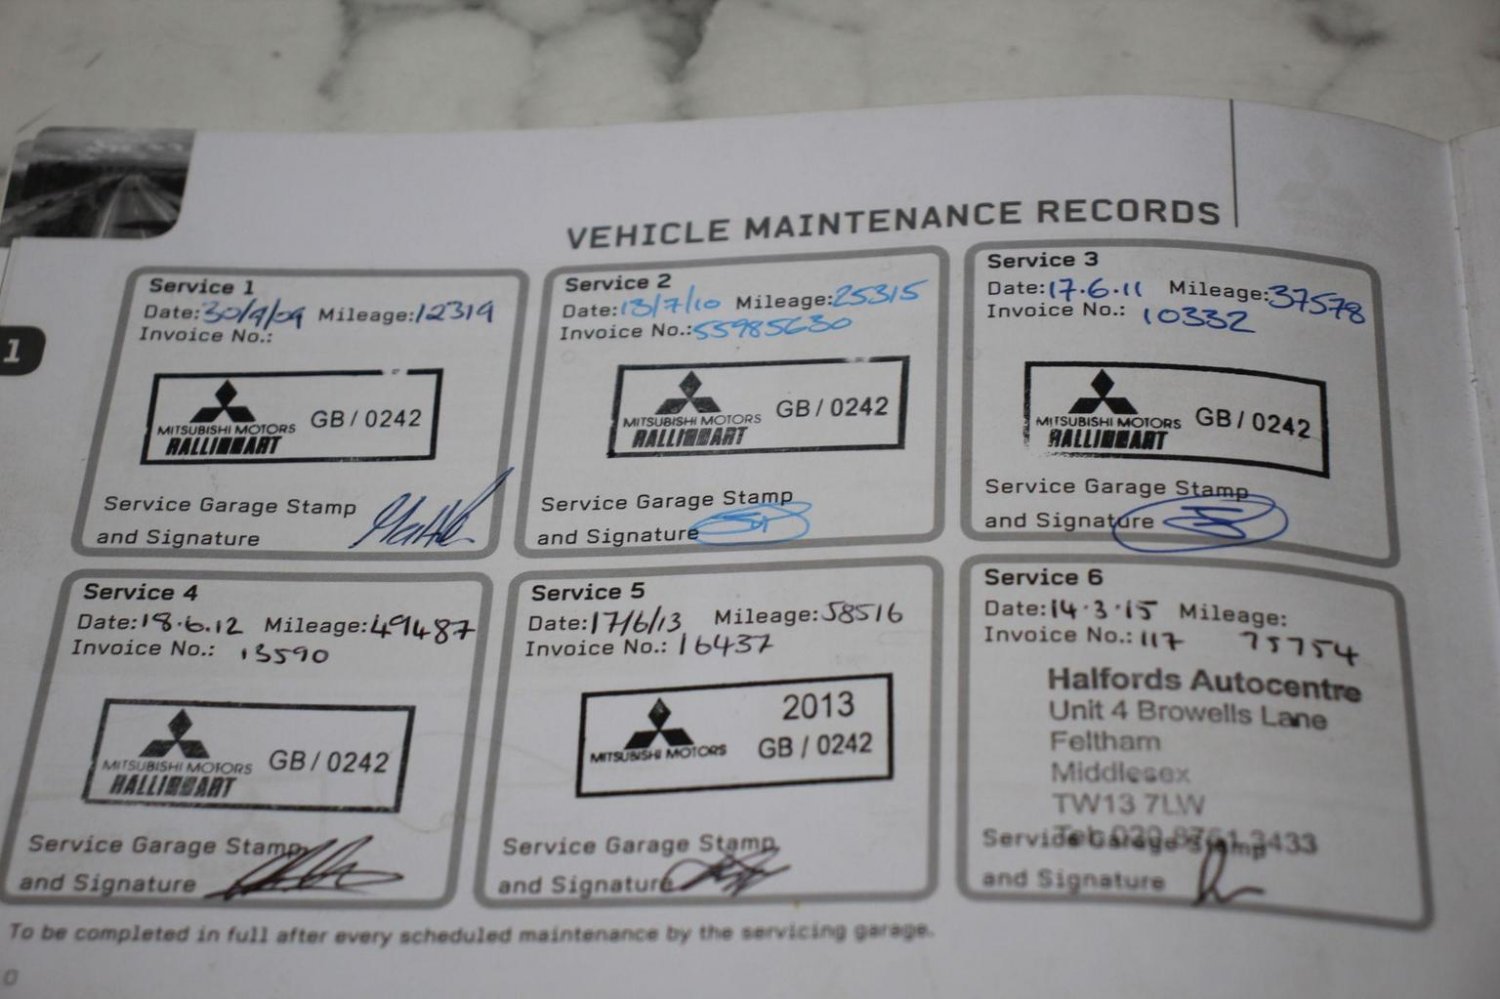 VEHICLE MAINTENANCE RECORDS
1
Service 1
Date: 30/9/09 Mileage: 12319
Invoice No.:
MITSUBISHI MOTORS GB / 0242
RALLIART
Service Garage Stamp
and Signature
Service 2
Date: 13/7/10 Mileage: 25315
Invoice No.: 55985630
MITSUBISHI MOTORS GB / 0242
RALLIART
Service Garage Stamp
and Signature
Service 3
Date: 17.6.11 Mileage: 37578
Invoice No.: 10332
MITSUBISHI MOTORS GB / 0242
RALLIART
Service Garage Stamp
and Signature
Service 4
Date: 18.6.12 Mileage: 49487
Invoice No.: 13590
MITSUBISHI MOTORS GB / 0242
RALLIART
Service Garage Stamp
and Signature
Service 5
Date: 17/6/13 Mileage: 58516
Invoice No.: 16437
2013
MITSUBISHI MOTORS GB / 0242
Service Garage Stamp
and Signature
Service 6
Date: 14.3.15 Mileage:
Invoice No.: 117 75754
Halfords Autocentre
Unit 4 Browells Lane
Feltham
Middlesex
TW13 7LW
Tel: 020 8751 3433
Service Garage Stamp
and Signature
To be completed in full after every scheduled maintenance by the servicing garage.
0